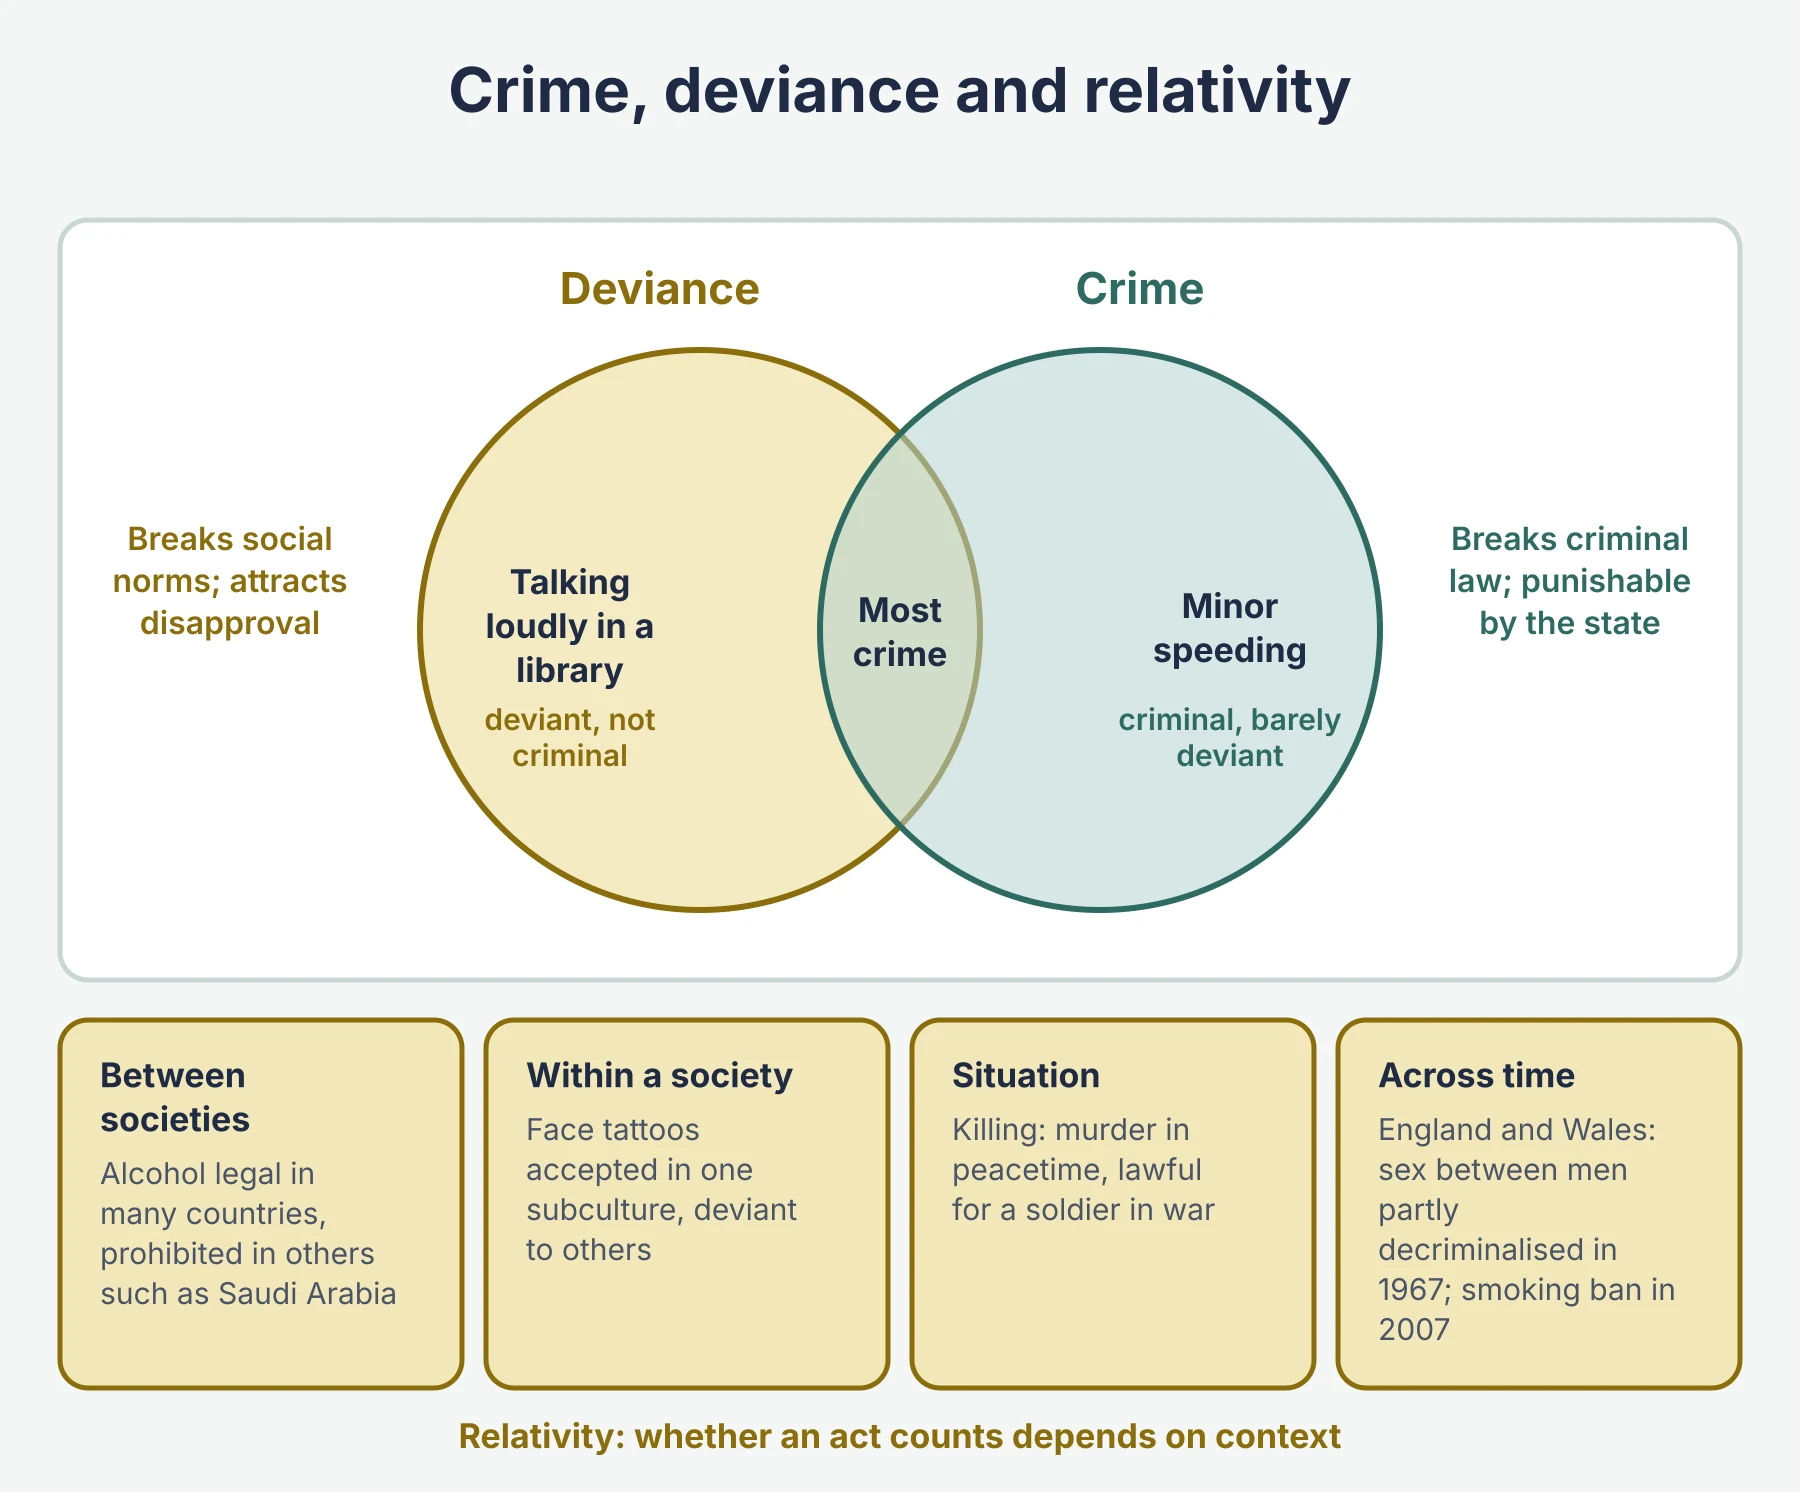 Crime, deviance and relativity
Deviance
Crime
Breaks social
norms; attracts
disapproval
Talking
loudly in a
library
deviant, not
criminal
Most
crime
Minor
speeding
criminal, barely
deviant
Breaks criminal
law; punishable
by the state
Between
societies
Alcohol legal in
many countries,
prohibited in others
such as Saudi Arabia
Within a society
Face tattoos
accepted in one
subculture, deviant
to others
Situation
Killing: murder in
peacetime, lawful
for a soldier in war
Across time
England and Wales:
sex between men
partly
decriminalised in
1967; smoking ban in
2007
Relativity: whether an act counts depends on context